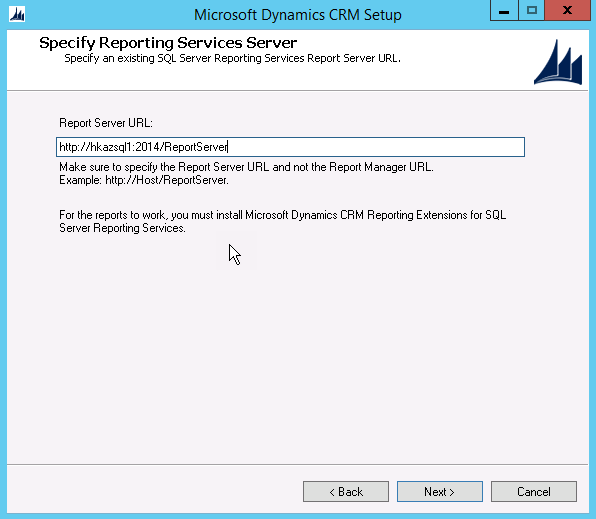 Microsoft Dynamics CRM Setup
Specify Reporting Services Server
Specify an existing SQL Server Reporting Services Report Server URL.
Report Server URL:
http://hkazsql1:2014/ReportServer
Make sure to specify the Report Server URL and not the Report Manager URL.
Example: http://Host/ReportServer.
For the reports to work, you must install Microsoft Dynamics CRM Reporting Extensions for SQL
Server Reporting Services.
< Back
Next >
Cancel